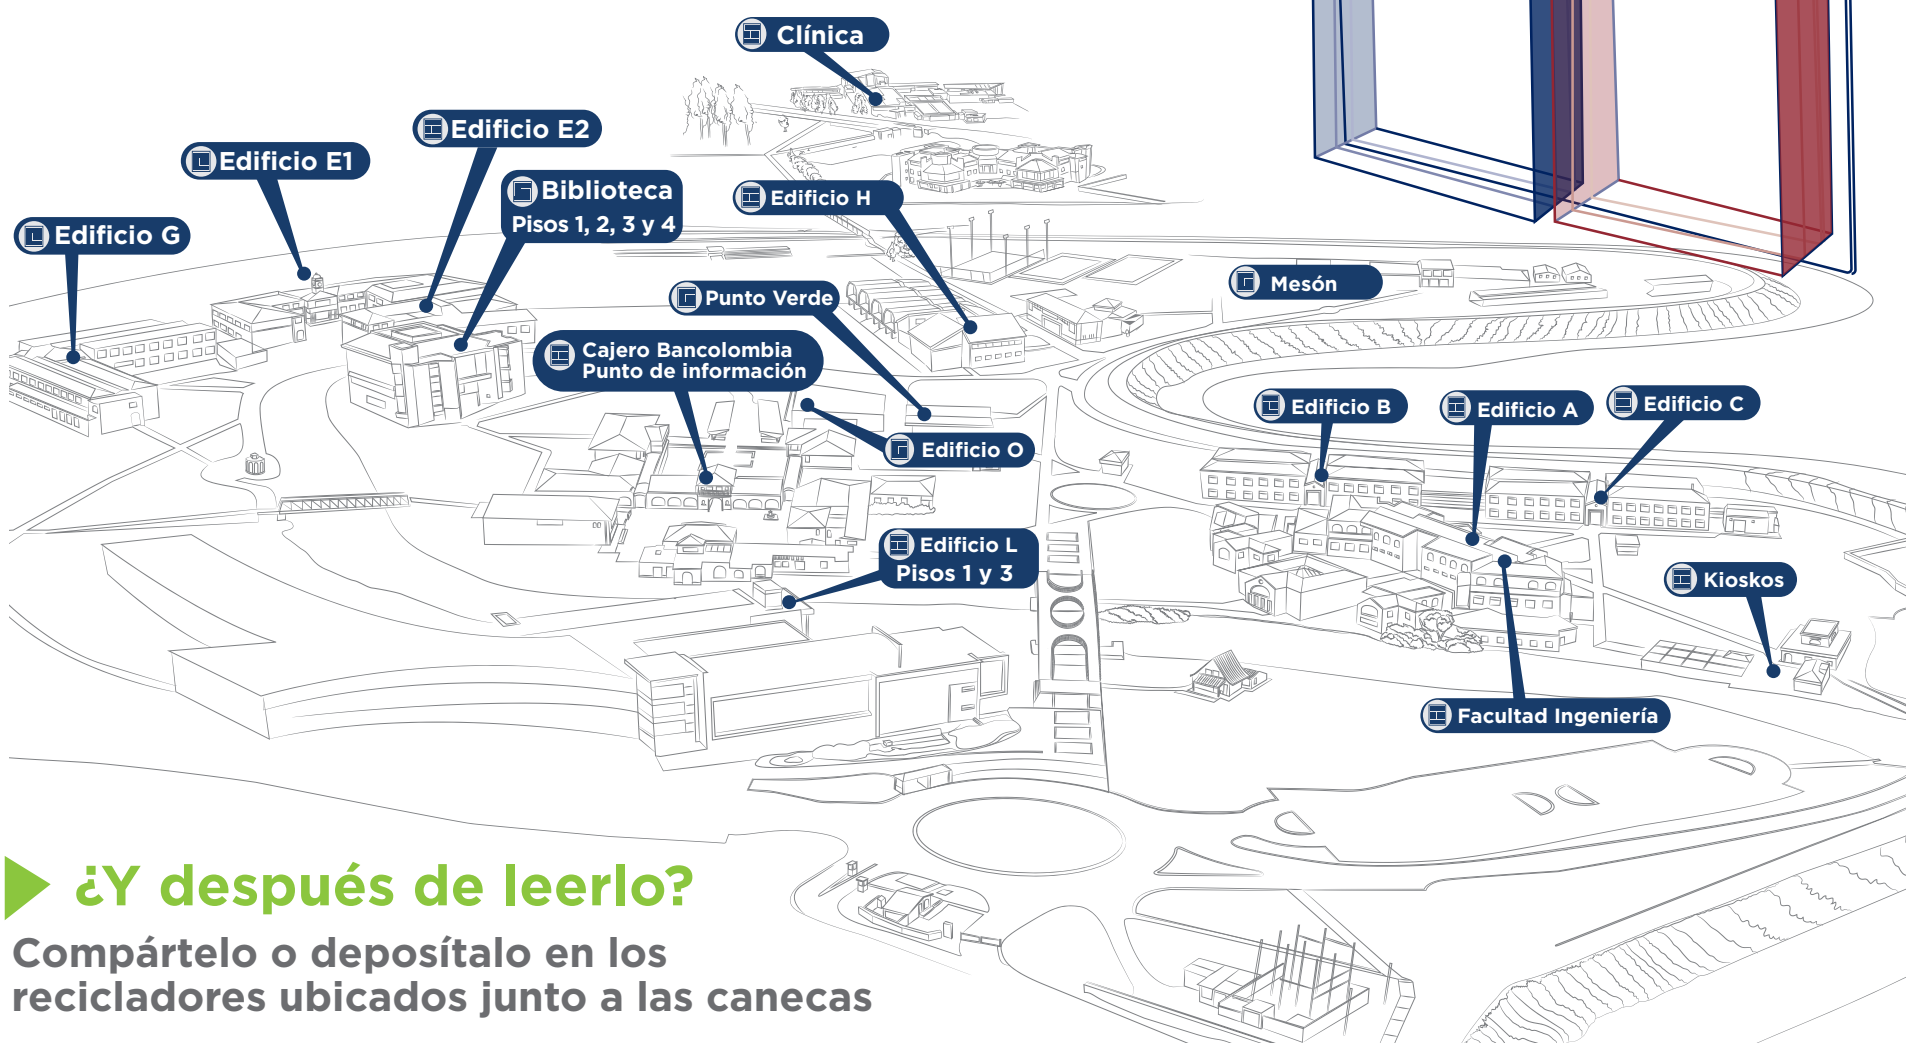 Clínica
Edificio E2
Edificio E1
Biblioteca
Pisos 1, 2, 3 y 4
Edificio H
Edificio G
Mesón
Punto Verde
Cajero Bancolombia
Punto de información
Edificio B
Edificio A
Edificio C
Edificio O
Edificio L
Pisos 1 y 3
Kioskos
Facultad Ingeniería
¿Y después de leerlo?
Compártelo o deposítalo en los
recicladores ubicados junto a las canecas